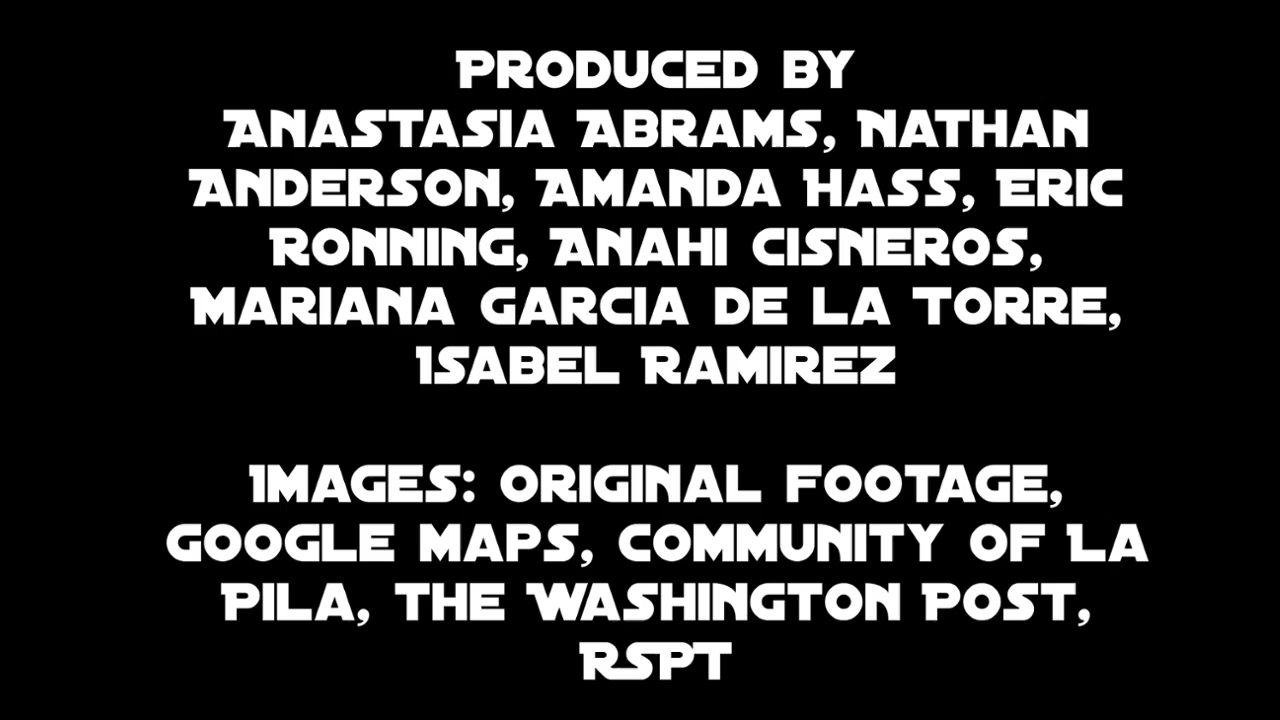 Produced by
Anastasia Abrams, Nathan
Anderson, Amanda Hass, Eric
Ronning, Anahi Cisneros,
Mariana Garcia de la Torre,
Isabel Ramirez
Images: Original Footage,
Google Maps, Community of La
Pila, The Washington Post,
RSPT